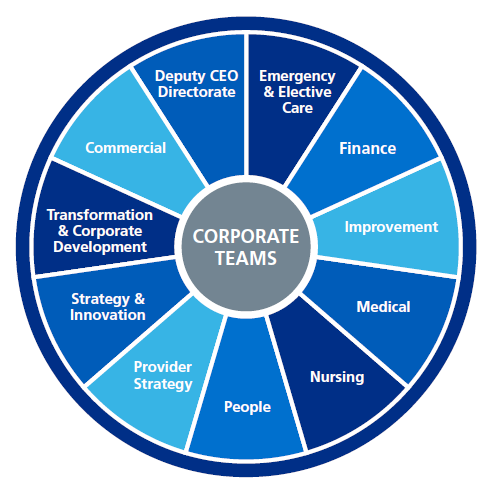 CORPORATE
TEAMS
Emergency
& Elective
Care
Finance
Improvement
Medical
Nursing
People
Provider
Strategy
Strategy &
Innovation
Transformation
& Corporate
Development
Commercial
Deputy CEO
Directorate